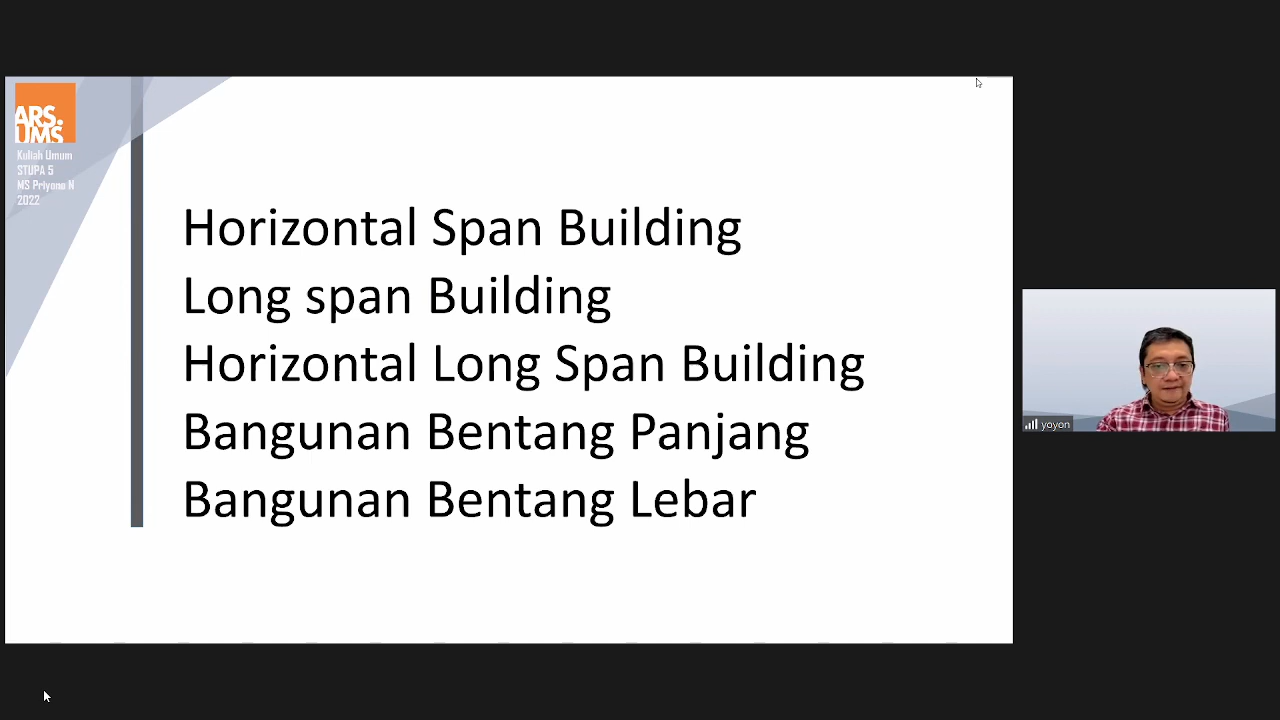 ARS.
UMS
Kuliah Umum
STUPA 5
MS Priyono N
2022
Horizontal Span Building
Long span Building
Horizontal Long Span Building
Bangunan Bentang Panjang
Bangunan Bentang Lebar
yoyon